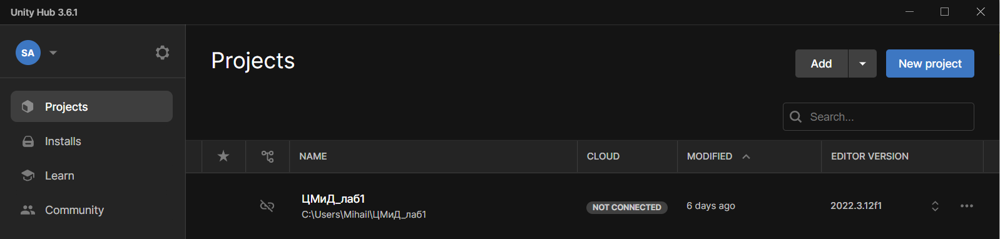 Unity Hub 3.6.1
SA
Projects
Add
New project
Projects
Search...
Installs
NAME
CLOUD
MODIFIED
EDITOR VERSION
Learn
ЦМиД_лаб1
NOT CONNECTED
6 days ago
2022.3.12f1
C:\Users\Mihail\ЦМиД_лаб1
Community